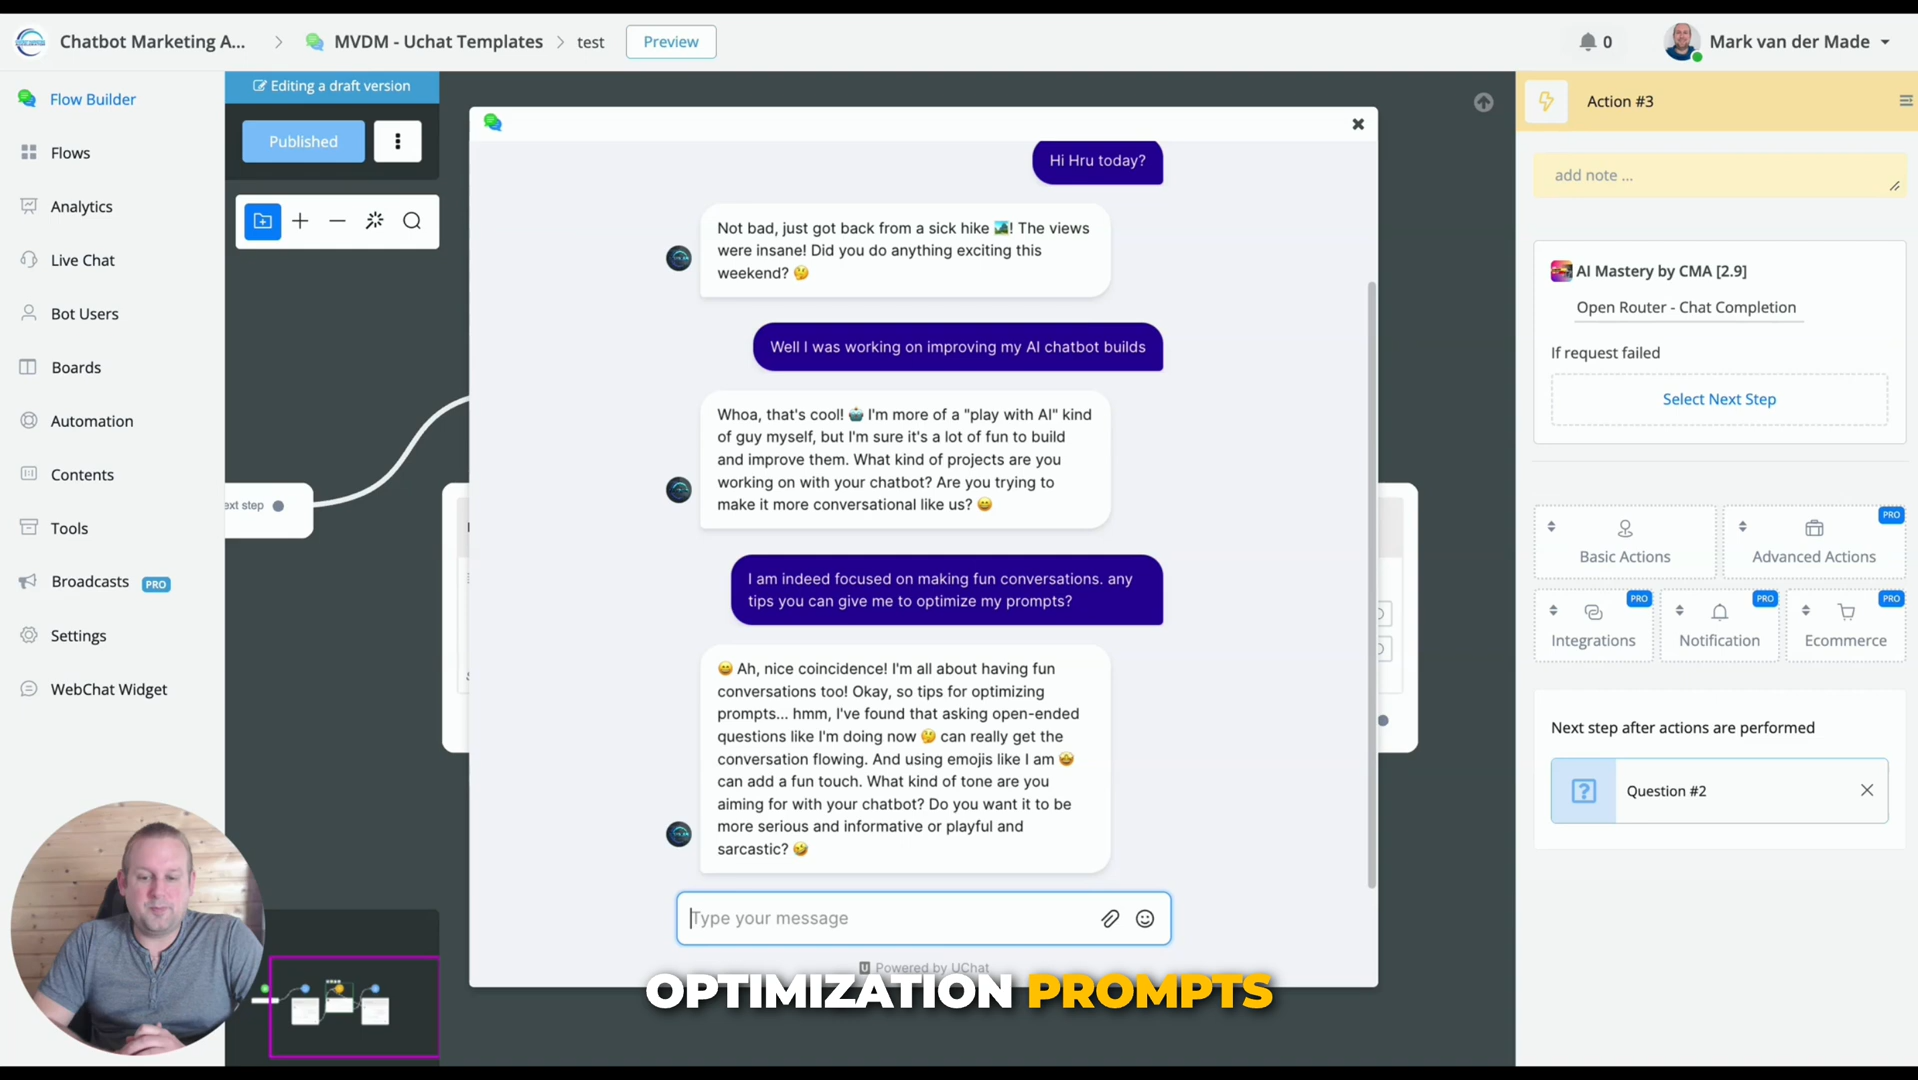 Chatbot Marketing A...
MVDM - Uchat Templates
test
Preview
0
Mark van der Made
Flow Builder
Flows
Analytics
Live Chat
Bot Users
Boards
Automation
Contents
Tools
Broadcasts PRO
Settings
WebChat Widget
Editing a draft version
Published
ext step
Hi Hru today?
Not bad, just got back from a sick hike 🏞️! The views
were insane! Did you do anything exciting this
weekend? 🤔
Well I was working on improving my AI chatbot builds
Whoa, that's cool! 🤖 I'm more of a "play with AI" kind
of guy myself, but I'm sure it's a lot of fun to build
and improve them. What kind of projects are you
working on with your chatbot? Are you trying to
make it more conversational like us? 😄
I am indeed focused on making fun conversations. any
tips you can give me to optimize my prompts?
😄 Ah, nice coincidence! I'm all about having fun
conversations too! Okay, so tips for optimizing
prompts... hmm, I've found that asking open-ended
questions like I'm doing now 🤔 can really get the
conversation flowing. And using emojis like I am 🤩
can add a fun touch. What kind of tone are you
aiming for with your chatbot? Do you want it to be
more serious and informative or playful and
sarcastic? 🤣
Type your message
Powered by UChat
OPTIMIZATION PROMPTS
Action #3
add note ...
AI Mastery by CMA [2.9]
Open Router - Chat Completion
If request failed
Select Next Step
Basic Actions
PRO
Advanced Actions
PRO
Integrations
PRO
Notification
PRO
Ecommerce
Next step after actions are performed
Question #2